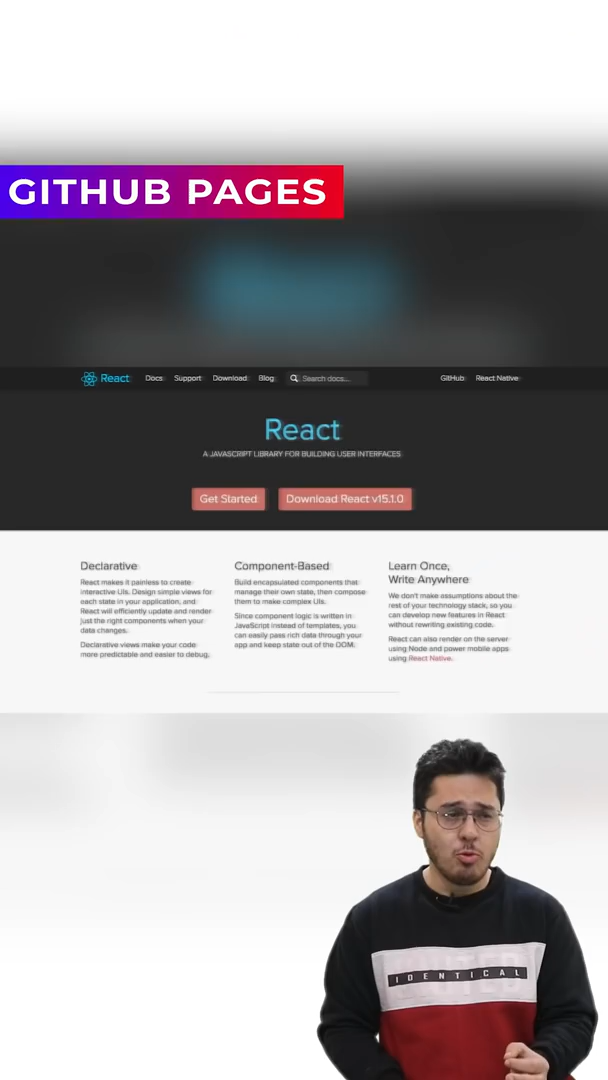 GITHUB PAGES
React Docs Support Download Blog Search docs... GitHub React Native
React
A JAVASCRIPT LIBRARY FOR BUILDING USER INTERFACES
Get Started Download React v15.1.0
Declarative
React makes it painless to create
interactive UIs. Design simple views for
each state in your application, and
React will efficiently update and render
just the right components when your
data changes.
Declarative views make your code
more predictable and easier to debug.
Component-Based
Build encapsulated components that
manage their own state, then compose
them to make complex UIs.
Since component logic is written in
JavaScript instead of templates, you
can easily pass rich data through your
app and keep state out of the DOM.
Learn Once,
Write Anywhere
We don't make assumptions about the
rest of your technology stack, so you
can develop new features in React
without rewriting existing code.
React can also render on the server
using Node and power mobile apps
using React Native.
IDENTICAL